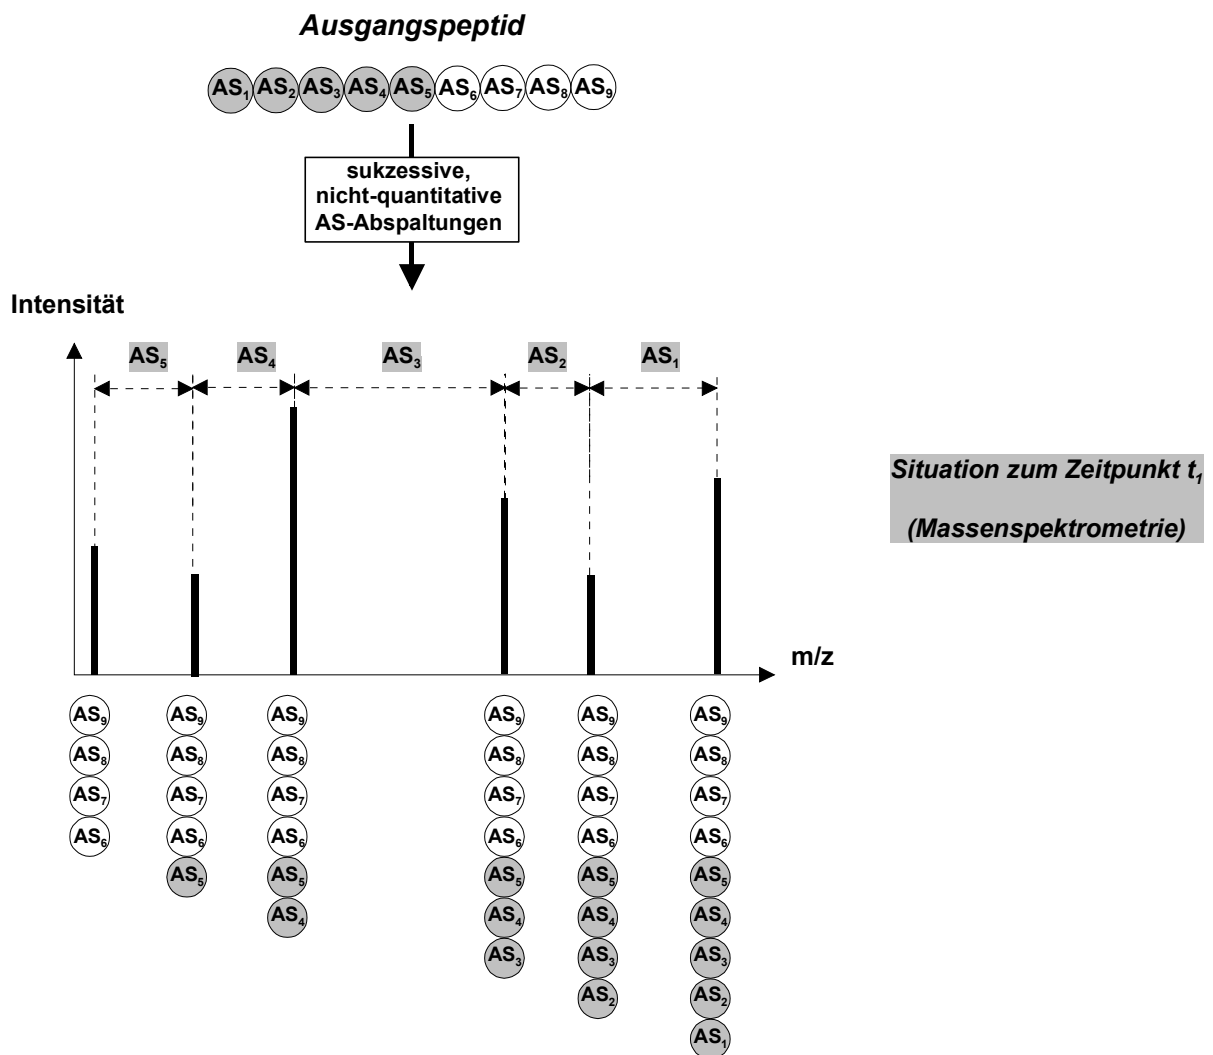 Ausgangspeptid
AS₁ AS₂ AS₃ AS₄ AS₅ AS₆ AS₇ AS₈ AS₉
sukzessive,
nicht-quantitative
AS-Abspaltungen
Intensität
AS₅ AS₄ AS₃ AS₂ AS₁
Situation zum Zeitpunkt t₁
(Massenspektrometrie)
m/z
AS₉ AS₉ AS₉ AS₉ AS₉ AS₉
AS₈ AS₈ AS₈ AS₈ AS₈ AS₈
AS₇ AS₇ AS₇ AS₇ AS₇ AS₇
AS₆ AS₆ AS₆ AS₆ AS₆ AS₆
AS₅ AS₅ AS₅ AS₅ AS₅
AS₄ AS₄ AS₄ AS₄
AS₃ AS₃ AS₃
AS₂ AS₂
AS₁